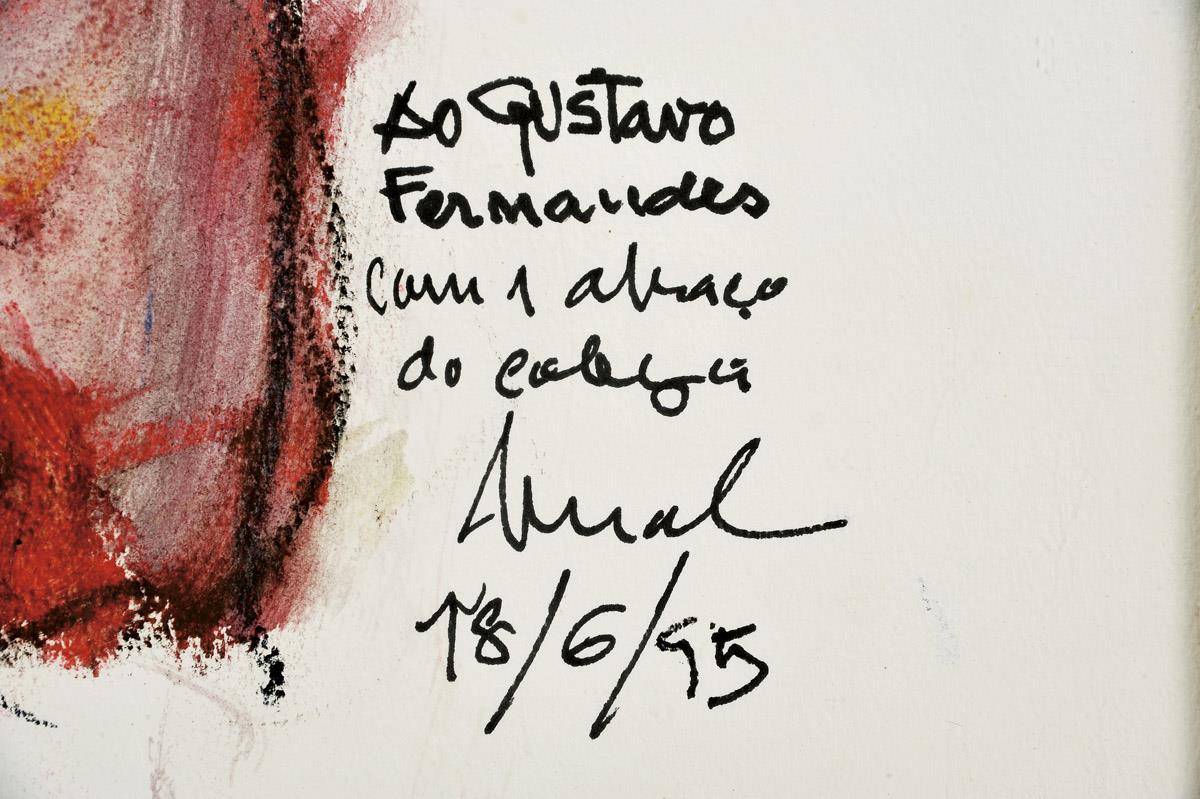 Ao Gustavo
Fernandes
com 1 abraço
do colega
18/6/95